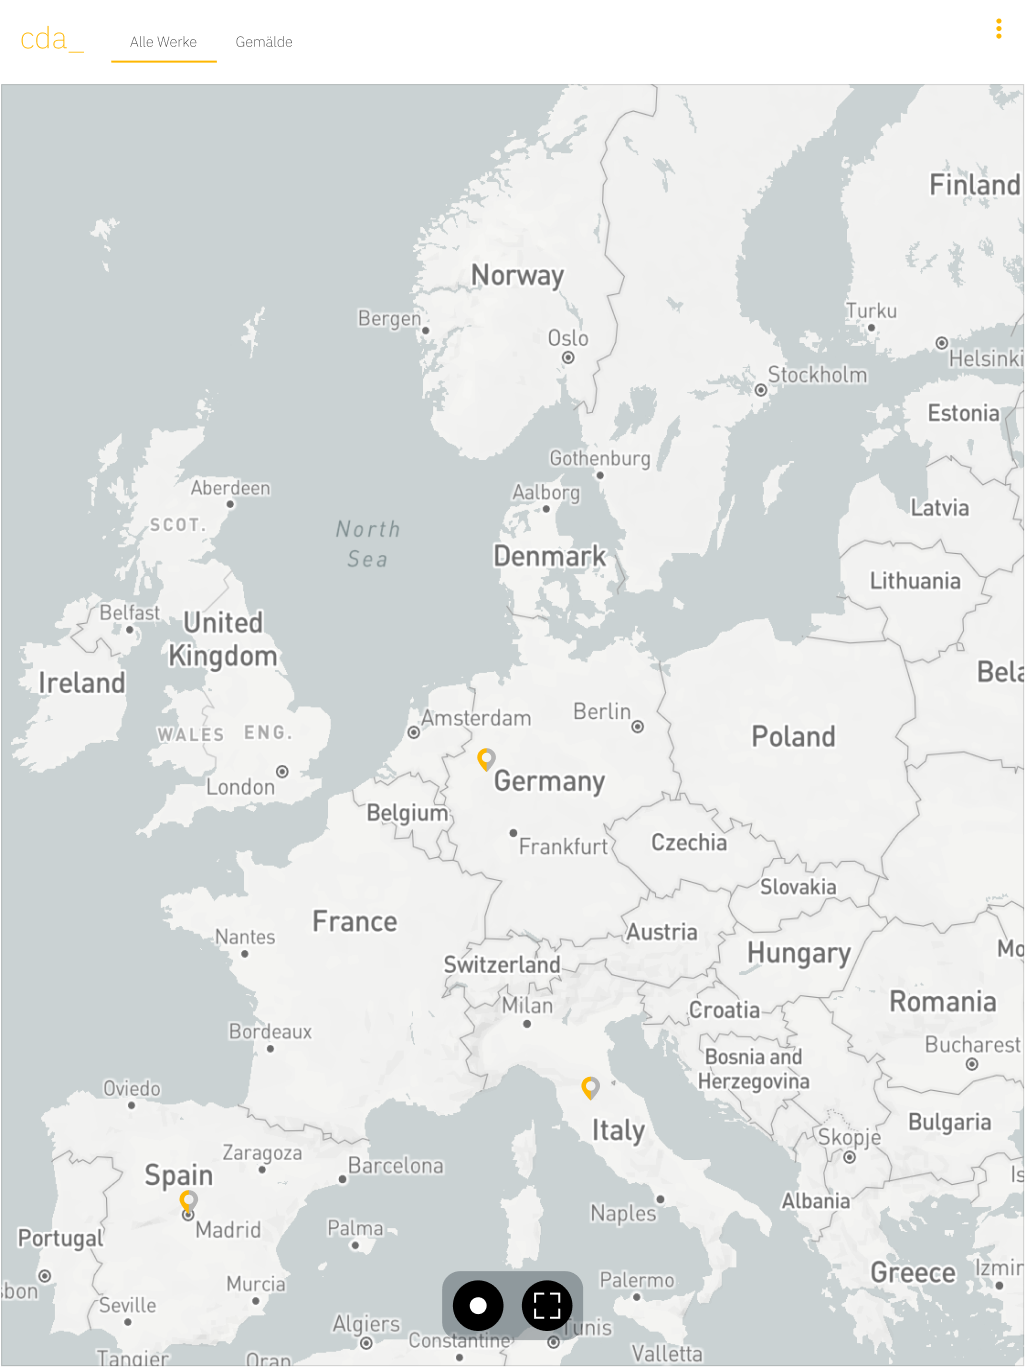 cda_
Alle Werke
Gemälde
Finland
Norway
Bergen
Turku
Oslo
Helsinki
Stockholm
Estonia
Gothenburg
Aberdeen
Aalborg
Latvia
SCOT.
North
Sea
Denmark
Lithuania
Belfast
United
Kingdom
Ireland
Bela
Amsterdam
Berlin
WALES
ENG.
Poland
London
Germany
Belgium
Frankfurt
Czechia
Slovakia
France
Nantes
Austria
Switzerland
Hungary
Mo
Milan
Romania
Croatia
Bordeaux
Bucharest
Bosnia and
Herzegovina
Oviedo
Italy
Bulgaria
Skopje
Zaragoza
Barcelona
Spain
Is
Albania
Naples
Madrid
Palma
Portugal
Greece
Izmir
sbon
Murcia
Palermo
Seville
Algiers
Tunis
Constantine
Valletta
Tangier
Oran